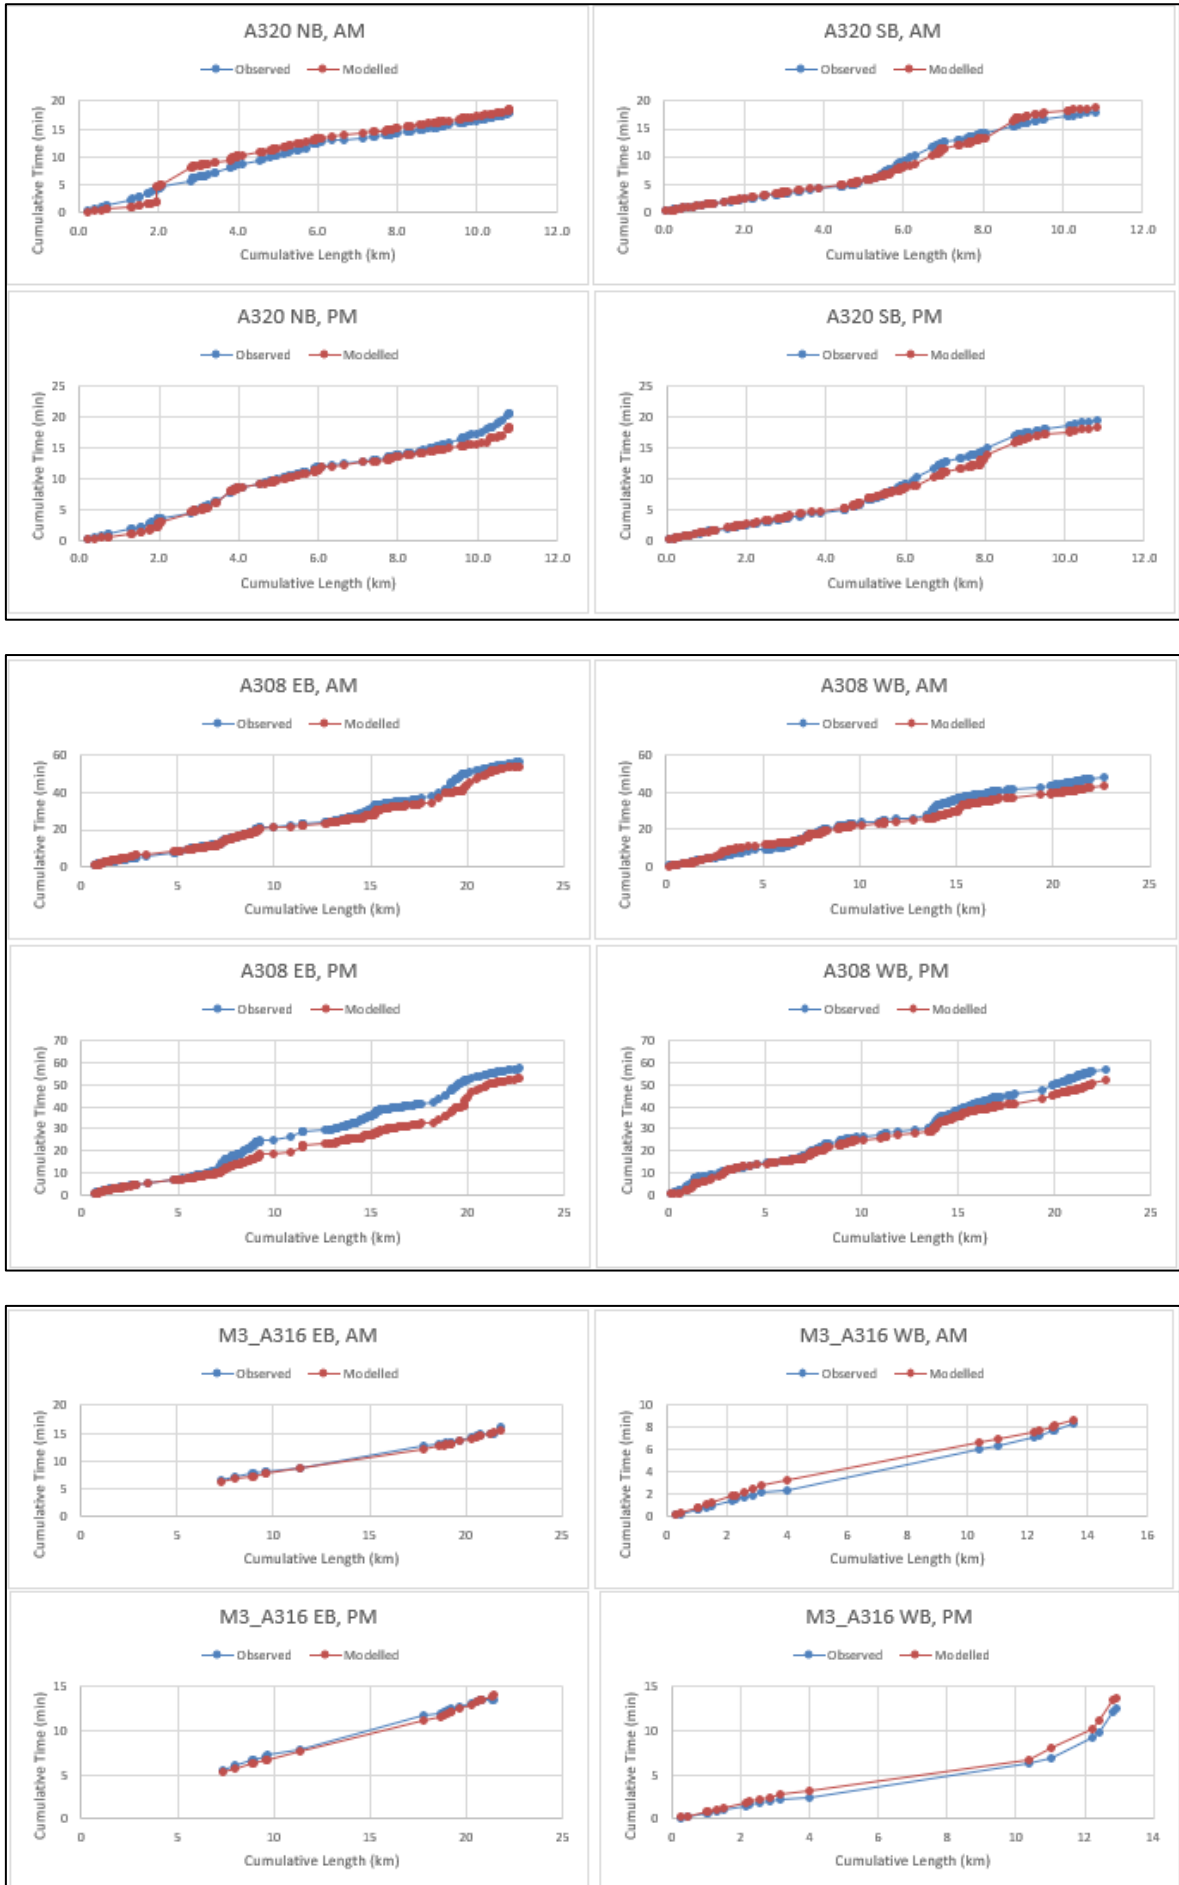 A320 NB, AM
Observed Modelled
Cumulative Time (min)
20
15
10
5
0
0.0 2.0 4.0 6.0 8.0 10.0 12.0
Cumulative Length (km)
A320 SB, AM
Observed Modelled
Cumulative Time (min)
20
15
10
5
0
0.0 2.0 4.0 6.0 8.0 10.0 12.0
Cumulative Length (km)
A320 NB, PM
Observed Modelled
Cumulative Time (min)
25
20
15
10
5
0
0.0 2.0 4.0 6.0 8.0 10.0 12.0
Cumulative Length (km)
A320 SB, PM
Observed Modelled
Cumulative Time (min)
25
20
15
10
5
0
0.0 2.0 4.0 6.0 8.0 10.0 12.0
Cumulative Length (km)
A308 EB, AM
Observed Modelled
Cumulative Time (min)
60
40
20
0
0 5 10 15 20 25
Cumulative Length (km)
A308 WB, AM
Observed Modelled
Cumulative Time (min)
60
40
20
0
0 5 10 15 20 25
Cumulative Length (km)
A308 EB, PM
Observed Modelled
Cumulative Time (min)
70
60
50
40
30
20
10
0
0 5 10 15 20 25
Cumulative Length (km)
A308 WB, PM
Observed Modelled
Cumulative Time (min)
70
60
50
40
30
20
10
0
0 5 10 15 20 25
Cumulative Length (km)
M3_A316 EB, AM
Observed Modelled
Cumulative Time (min)
20
15
10
5
0
0 5 10 15 20 25
Cumulative Length (km)
M3_A316 WB, AM
Observed Modelled
Cumulative Time (min)
10
8
6
4
2
0
0 2 4 6 8 10 12 14 16
Cumulative Length (km)
M3_A316 EB, PM
Observed Modelled
Cumulative Time (min)
15
10
5
0
0 5 10 15 20 25
Cumulative Length (km)
M3_A316 WB, PM
Observed Modelled
Cumulative Time (min)
15
10
5
0
0 2 4 6 8 10 12 14
Cumulative Length (km)